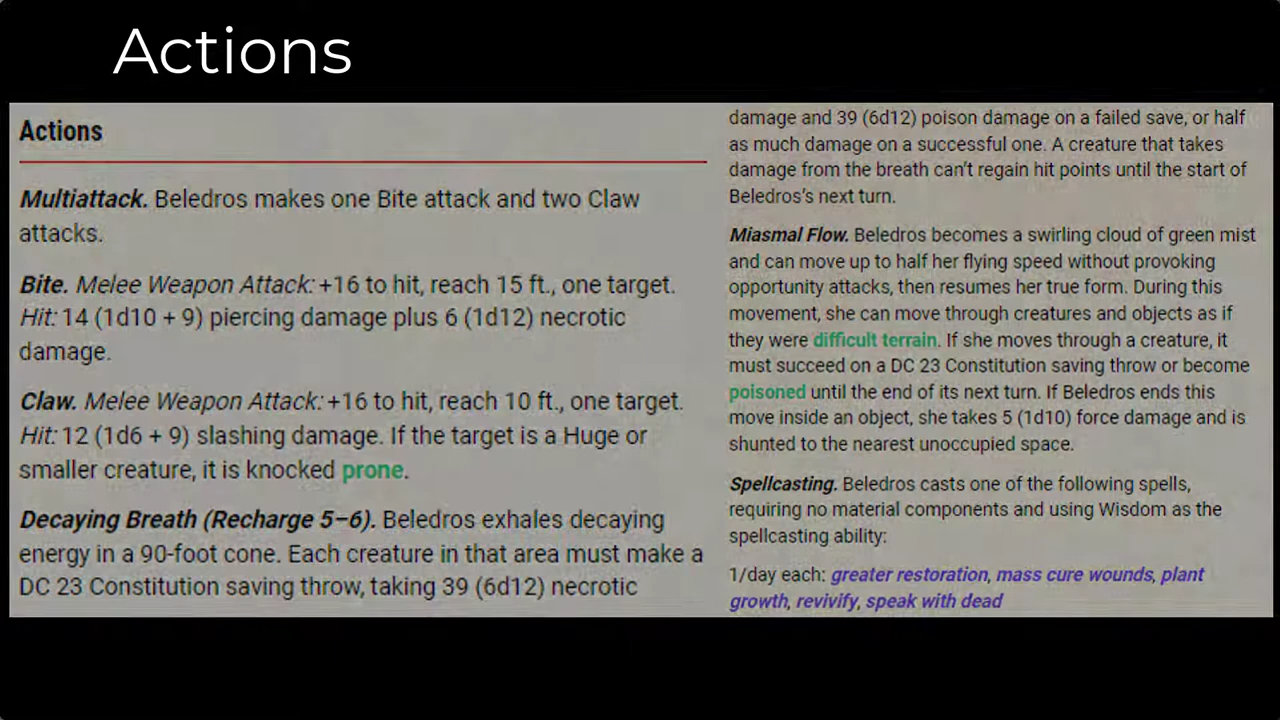 Actions
Actions
Multiattack. Beledros makes one Bite attack and two Claw
attacks.
Bite. Melee Weapon Attack: +16 to hit, reach 15 ft., one target.
Hit: 14 (1d10 + 9) piercing damage plus 6 (1d12) necrotic
damage.
Claw. Melee Weapon Attack: +16 to hit, reach 10 ft., one target.
Hit: 12 (1d6 + 9) slashing damage. If the target is a Huge or
smaller creature, it is knocked prone.
Decaying Breath (Recharge 5–6). Beledros exhales decaying
energy in a 90-foot cone. Each creature in that area must make a
DC 23 Constitution saving throw, taking 39 (6d12) necrotic
damage and 39 (6d12) poison damage on a failed save, or half
as much damage on a successful one. A creature that takes
damage from the breath can’t regain hit points until the start of
Beledros’s next turn.
Miasmal Flow. Beledros becomes a swirling cloud of green mist
and can move up to half her flying speed without provoking
opportunity attacks, then resumes her true form. During this
movement, she can move through creatures and objects as if
they were difficult terrain. If she moves through a creature, it
must succeed on a DC 23 Constitution saving throw or become
poisoned until the end of its next turn. If Beledros ends this
move inside an object, she takes 5 (1d10) force damage and is
shunted to the nearest unoccupied space.
Spellcasting. Beledros casts one of the following spells,
requiring no material components and using Wisdom as the
spellcasting ability:
1/day each: greater restoration, mass cure wounds, plant
growth, revivify, speak with dead